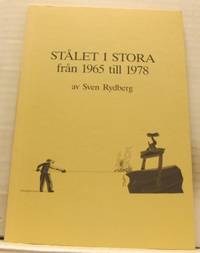 STÅLET I STORA
från 1965 till 1978
av Sven Rydberg